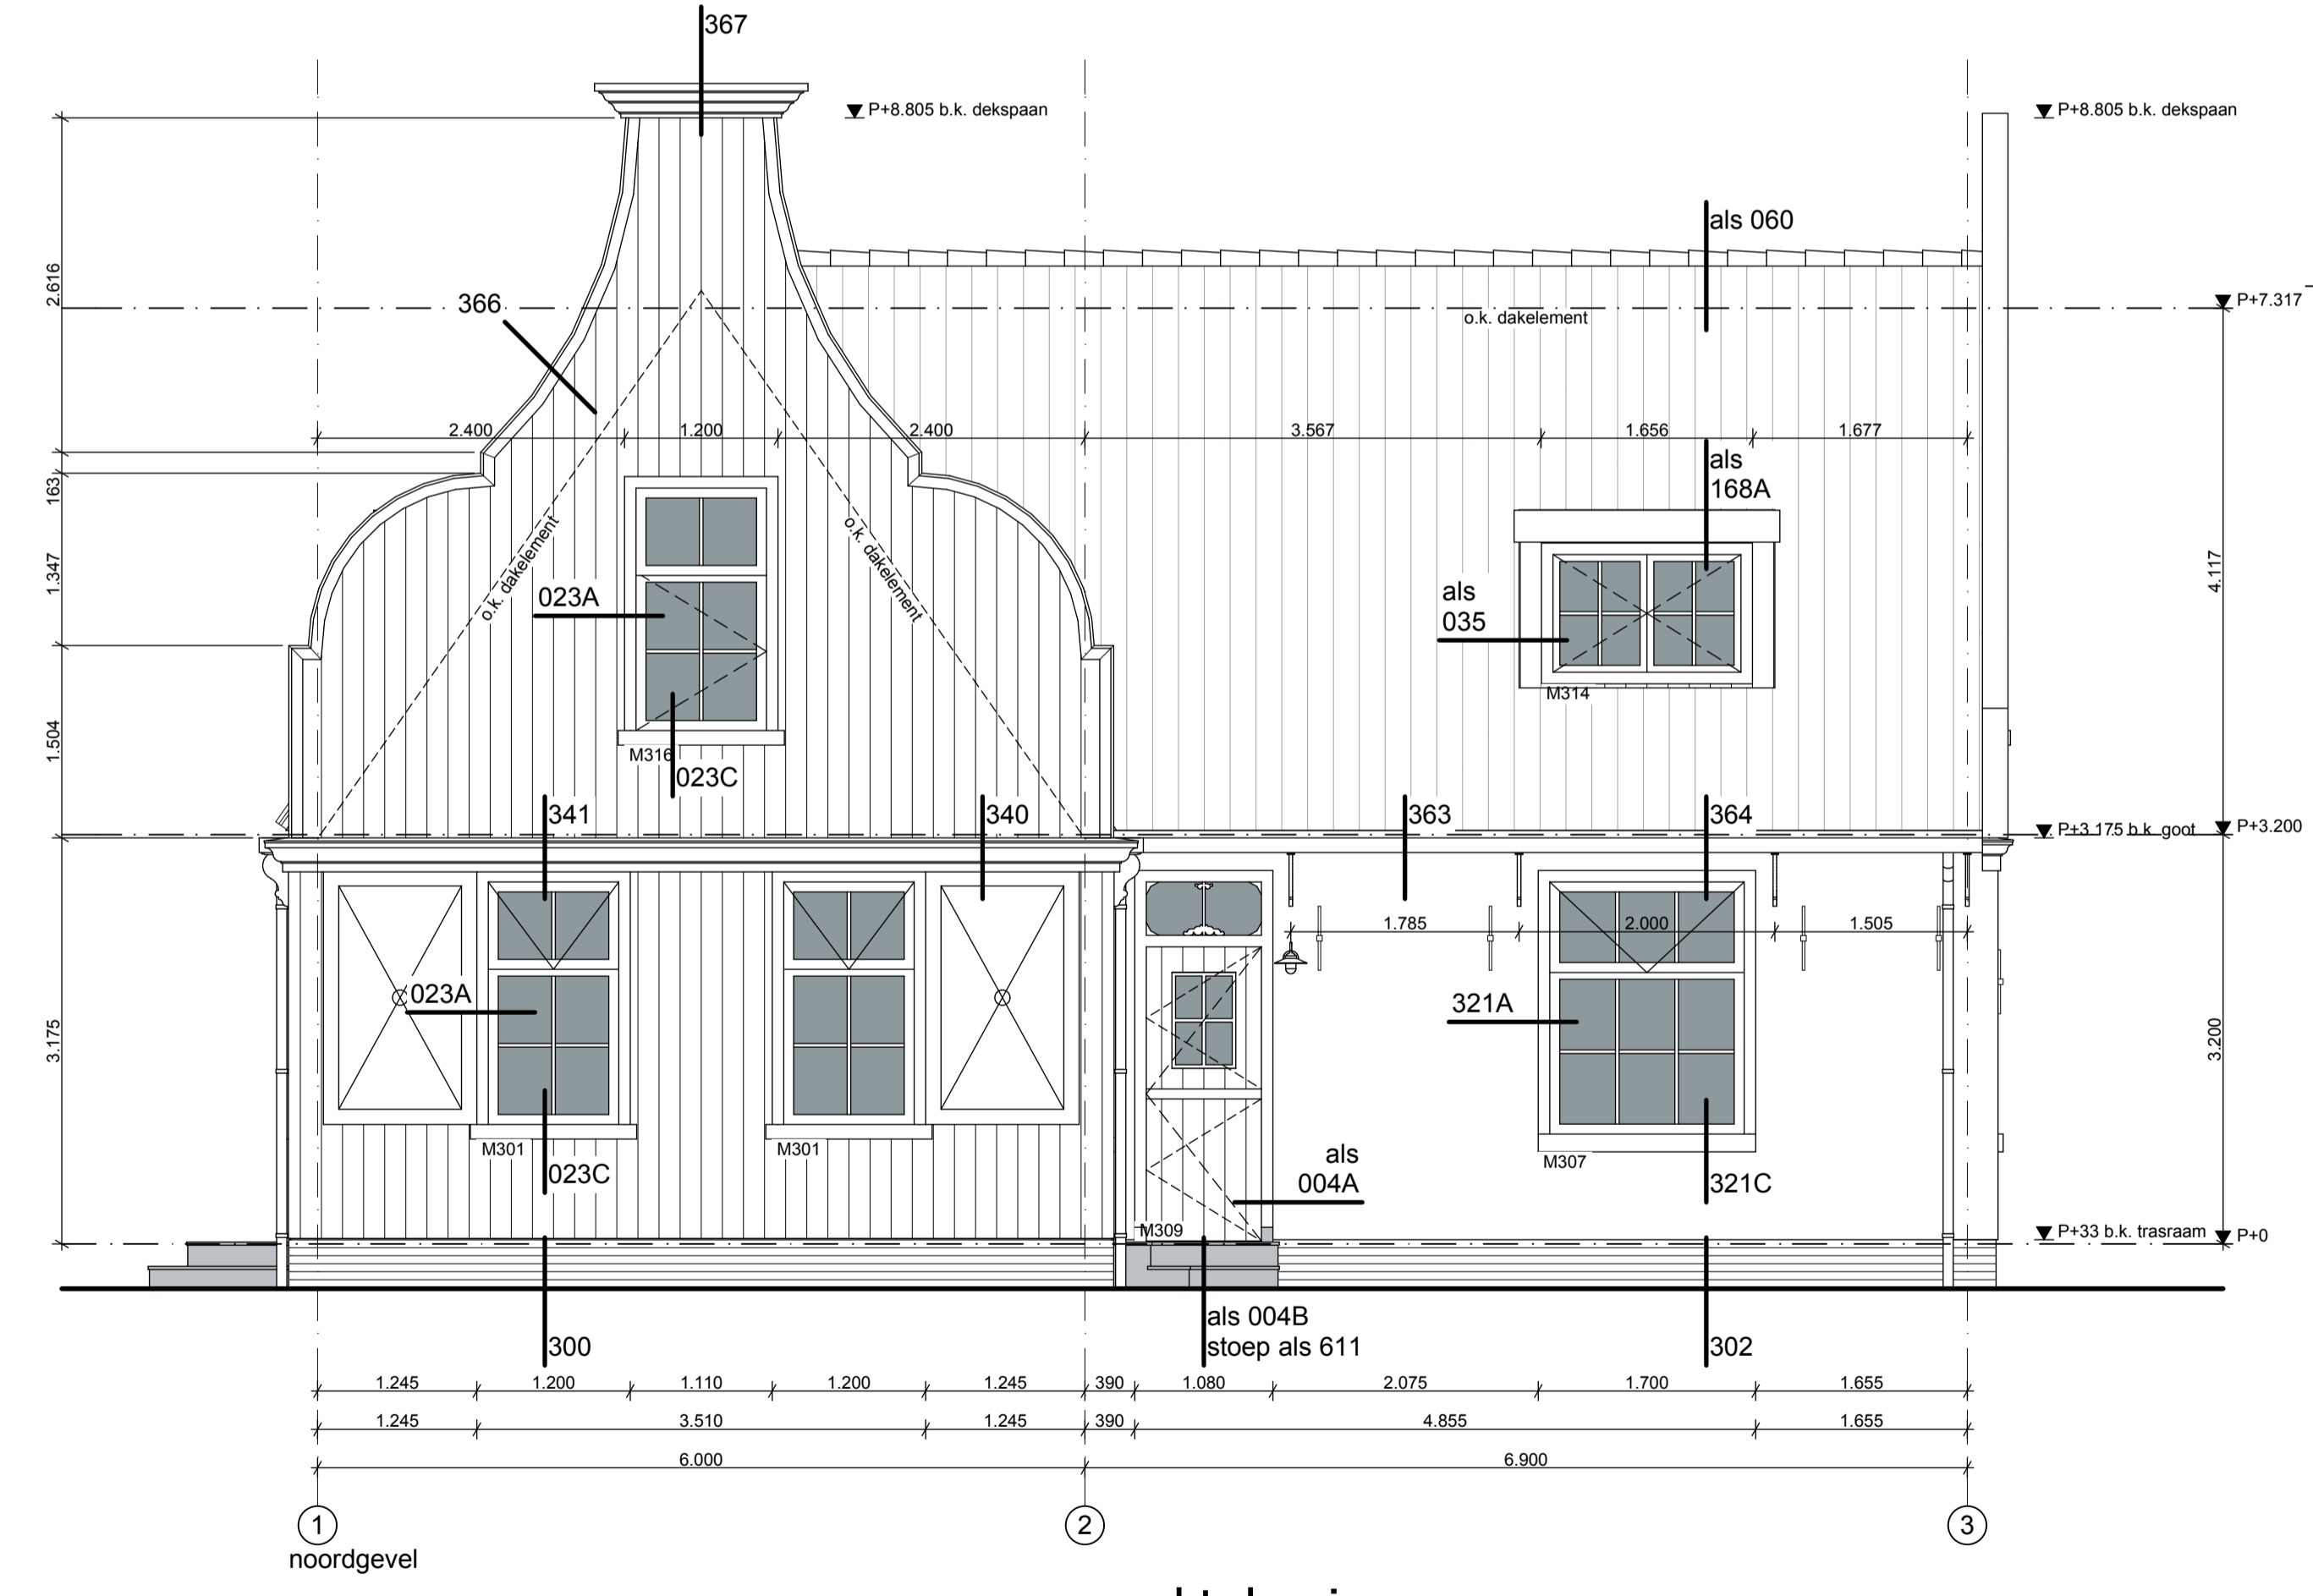 367
P+8.805 b.k. dekspaan
P+8.805 b.k. dekspaan
als 060
2.616
366
P+7.317
o.k. dakelement
2.400
1.200
2.400
3.567
1.656
1.677
als
168A
163
o.k. dakelement
o.k. dakelement
1.347
023A
als
035
4.117
M314
1.504
M316
023C
341
340
363
364
P+3.175 b.k. goot
P+3.200
1.785
2.000
1.505
023A
321A
3.175
3.200
M301
M301
023C
als
004A
M307
321C
M309
P+33 b.k. trasraam
P+0
als 004B
stoep als 611
300
302
1.245
1.200
1.110
1.200
1.245
390
1.080
2.075
1.700
1.655
1.245
3.510
1.245
390
4.855
1.655
6.000
6.900
1
2
3
noordgevel